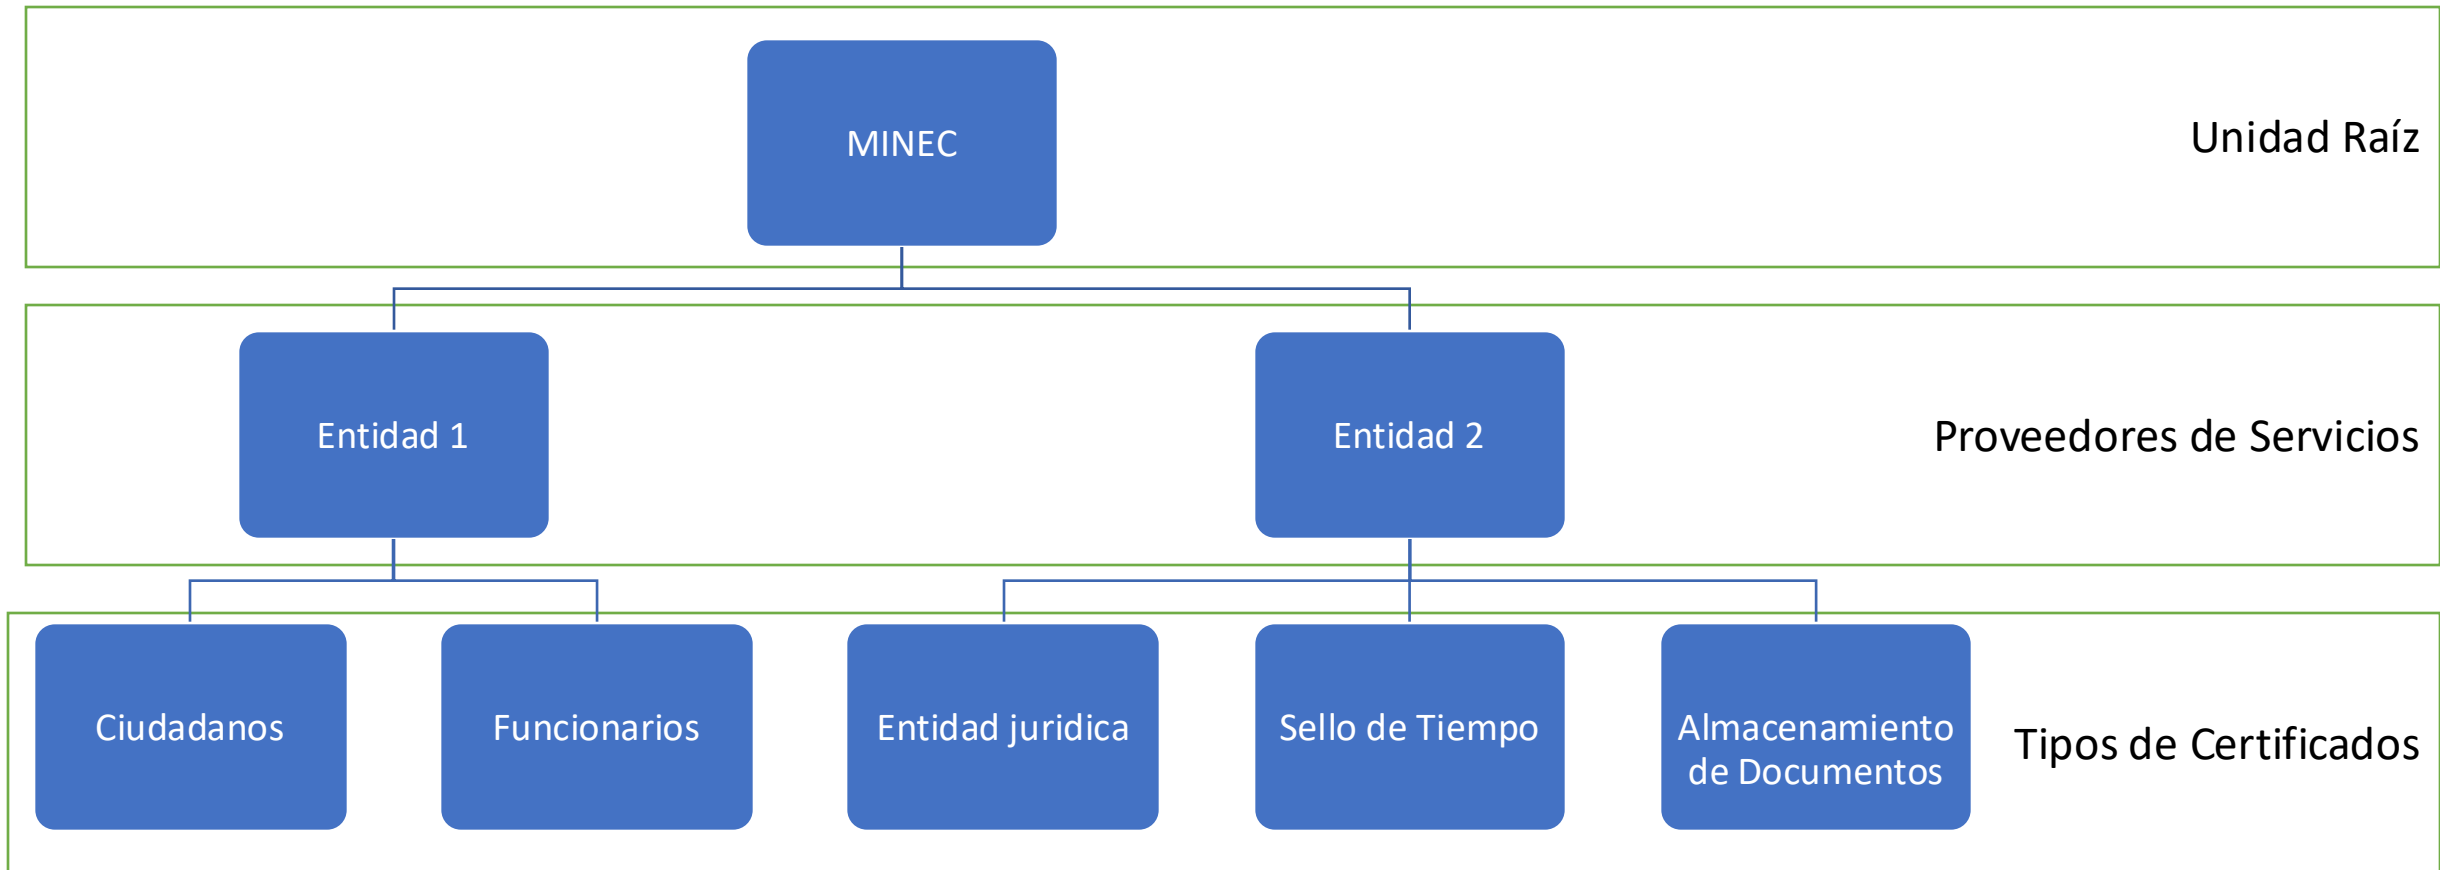 MINEC
Unidad Raíz
Entidad 1
Entidad 2
Proveedores de Servicios
Ciudadanos
Funcionarios
Entidad juridica
Sello de Tiempo
Almacenamiento
de Documentos
Tipos de Certificados